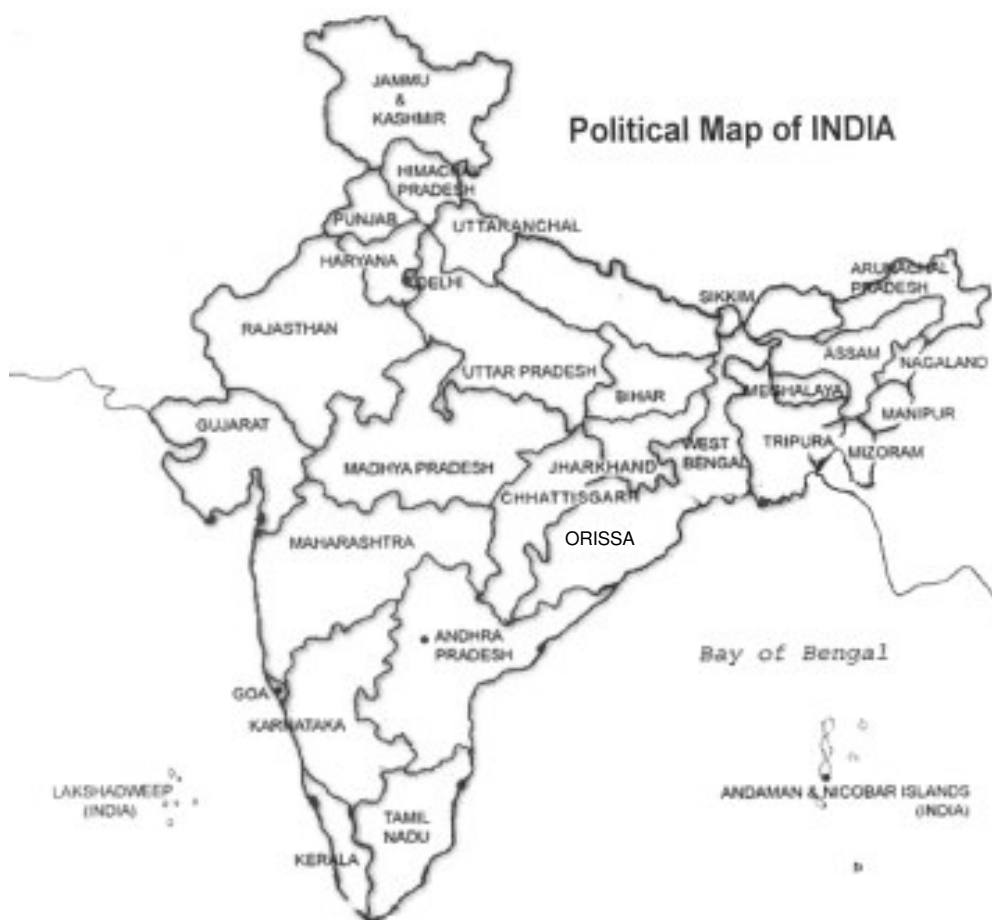 JAMMU
&
KASHMIR
Political Map of INDIA
HIMACHAL
PRADESH
PUNJAB
UTTARANCHAL
HARYANA
DELHI
ARUNACHAL
PRADESH
SIKKIM
RAJASTHAN
ASSAM
NAGALAND
UTTAR PRADESH
BIHAR
MEGHALAYA
GUJARAT
MANIPUR
TRIPURA
MIZORAM
WEST
BENGAL
MADHYA PRADESH
JHARKHAND
CHHATTISGARH
MAHARASHTRA
ORISSA
ANDHRA
PRADESH
Bay of Bengal
GOA
KARNATAKA
LAKSHADWEEP
(INDIA)
ANDAMAN & NICOBAR ISLANDS
(INDIA)
TAMIL
NADU
KERALA